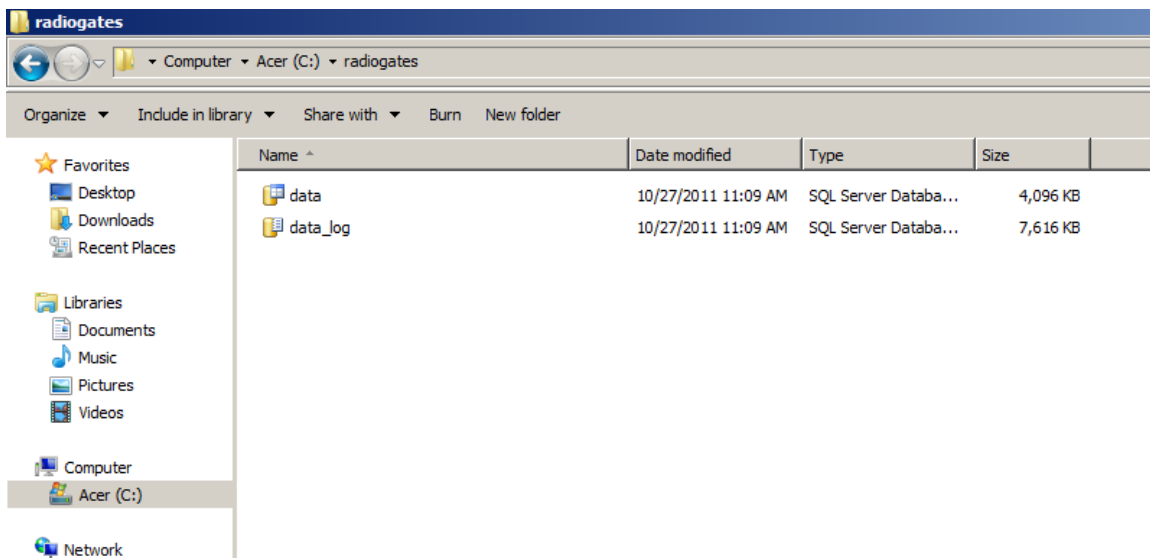 radiogates
Computer Acer (C:) radiogates
Organize Include in library Share with Burn New folder
Favorites
Desktop
Downloads
Recent Places
Libraries
Documents
Music
Pictures
Videos
Computer
Acer (C:)
Network
Name Date modified Type Size
data 10/27/2011 11:09 AM SQL Server Databa... 4,096 KB
data_log 10/27/2011 11:09 AM SQL Server Databa... 7,616 KB